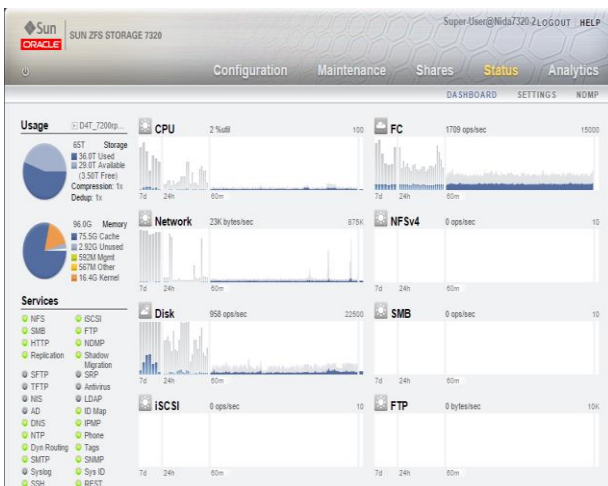 Sun
ORACLE
SUN ZFS STORAGE 7320
Super-User@Nida7320-2 LOGOUT HELP
Configuration Maintenance Shares Status Analytics
DASHBOARD SETTINGS NDMP
Usage
D4T_7200rp...
65T Storage
36.0T Used
29.0T Available
(3.50T Free)
Compression: 1x
Dedup: 1x
96.0G Memory
75.5G Cache
2.92G Unused
592M Mgmt
567M Other
16.4G Kernel
Services
NFS iSCSI
SMB FTP
HTTP NDMP
Replication Shadow Migration
SFTP SRP
TFTP Antivirus
NIS LDAP
AD ID Map
DNS IPMP
NTP Phone
Dyn Routing Tags
SMTP SNMP
Syslog Sys ID
SSH REST
CPU 2 %util 100
7d 24h 60m
FC 1709 ops/sec 15000
7d 24h 60m
Network 23K bytes/sec 875K
7d 24h 60m
NFSv4 0 ops/sec 10
7d 24h 60m
Disk 958 ops/sec 22500
7d 24h 60m
SMB 0 ops/sec 10
7d 24h 60m
iSCSI 0 ops/sec 10
7d 24h 60m
FTP 0 bytes/sec 10K
7d 24h 60m